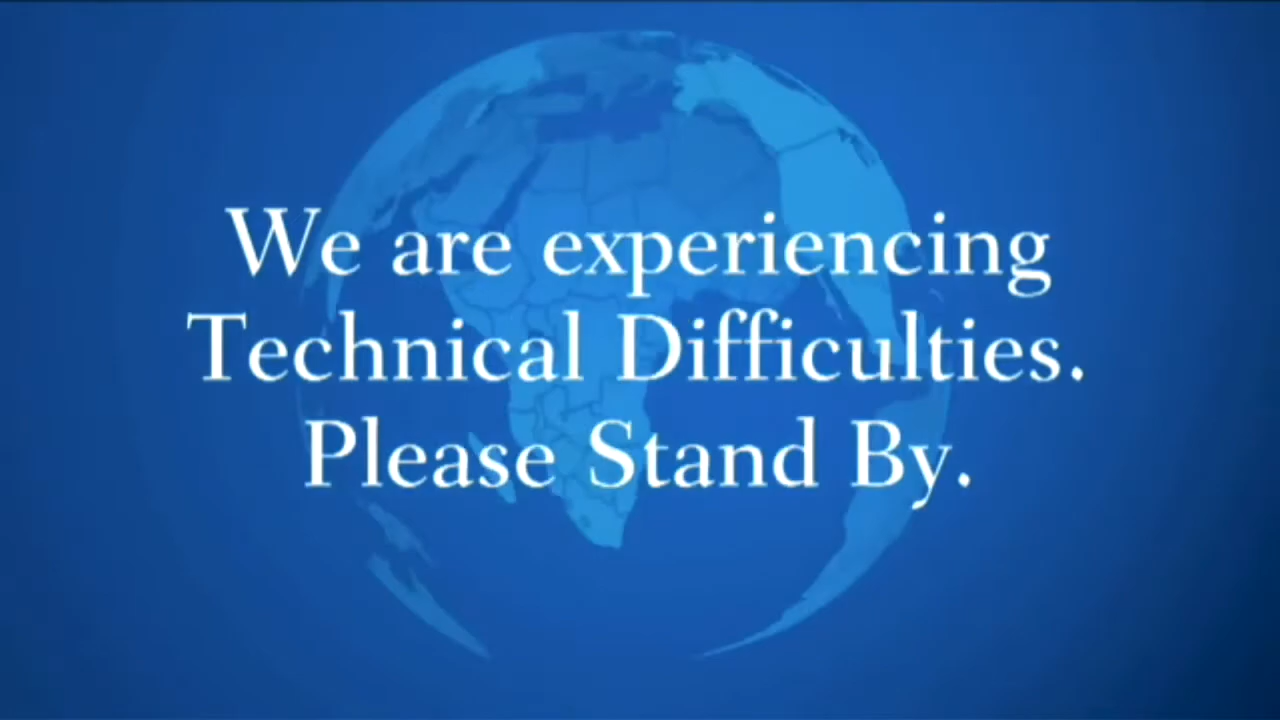 We are experiencing
Technical Difficulties.
Please Stand By.